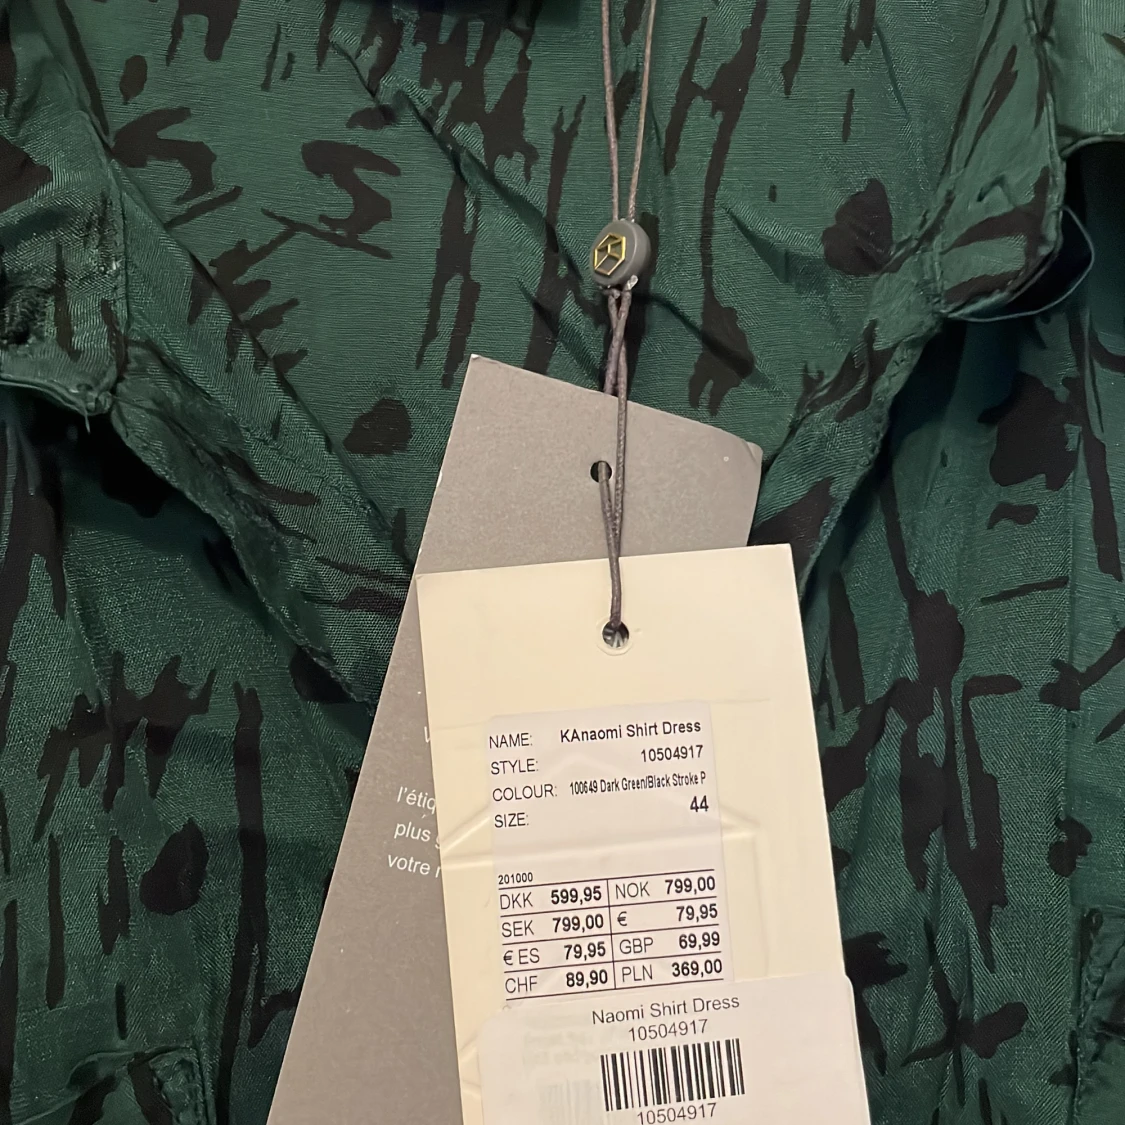 NAME: KAnaomi Shirt Dress
STYLE: 10504917
COLOUR: 100649 Dark Green/Black Stroke P
SIZE: 44
201000
DKK 599,95 NOK 799,00
SEK 799,00 € 79,95
€ ES 79,95 GBP 69,99
CHF 89,90 PLN 369,00
Naomi Shirt Dress
10504917
10504917
l'étiq
plus
votre